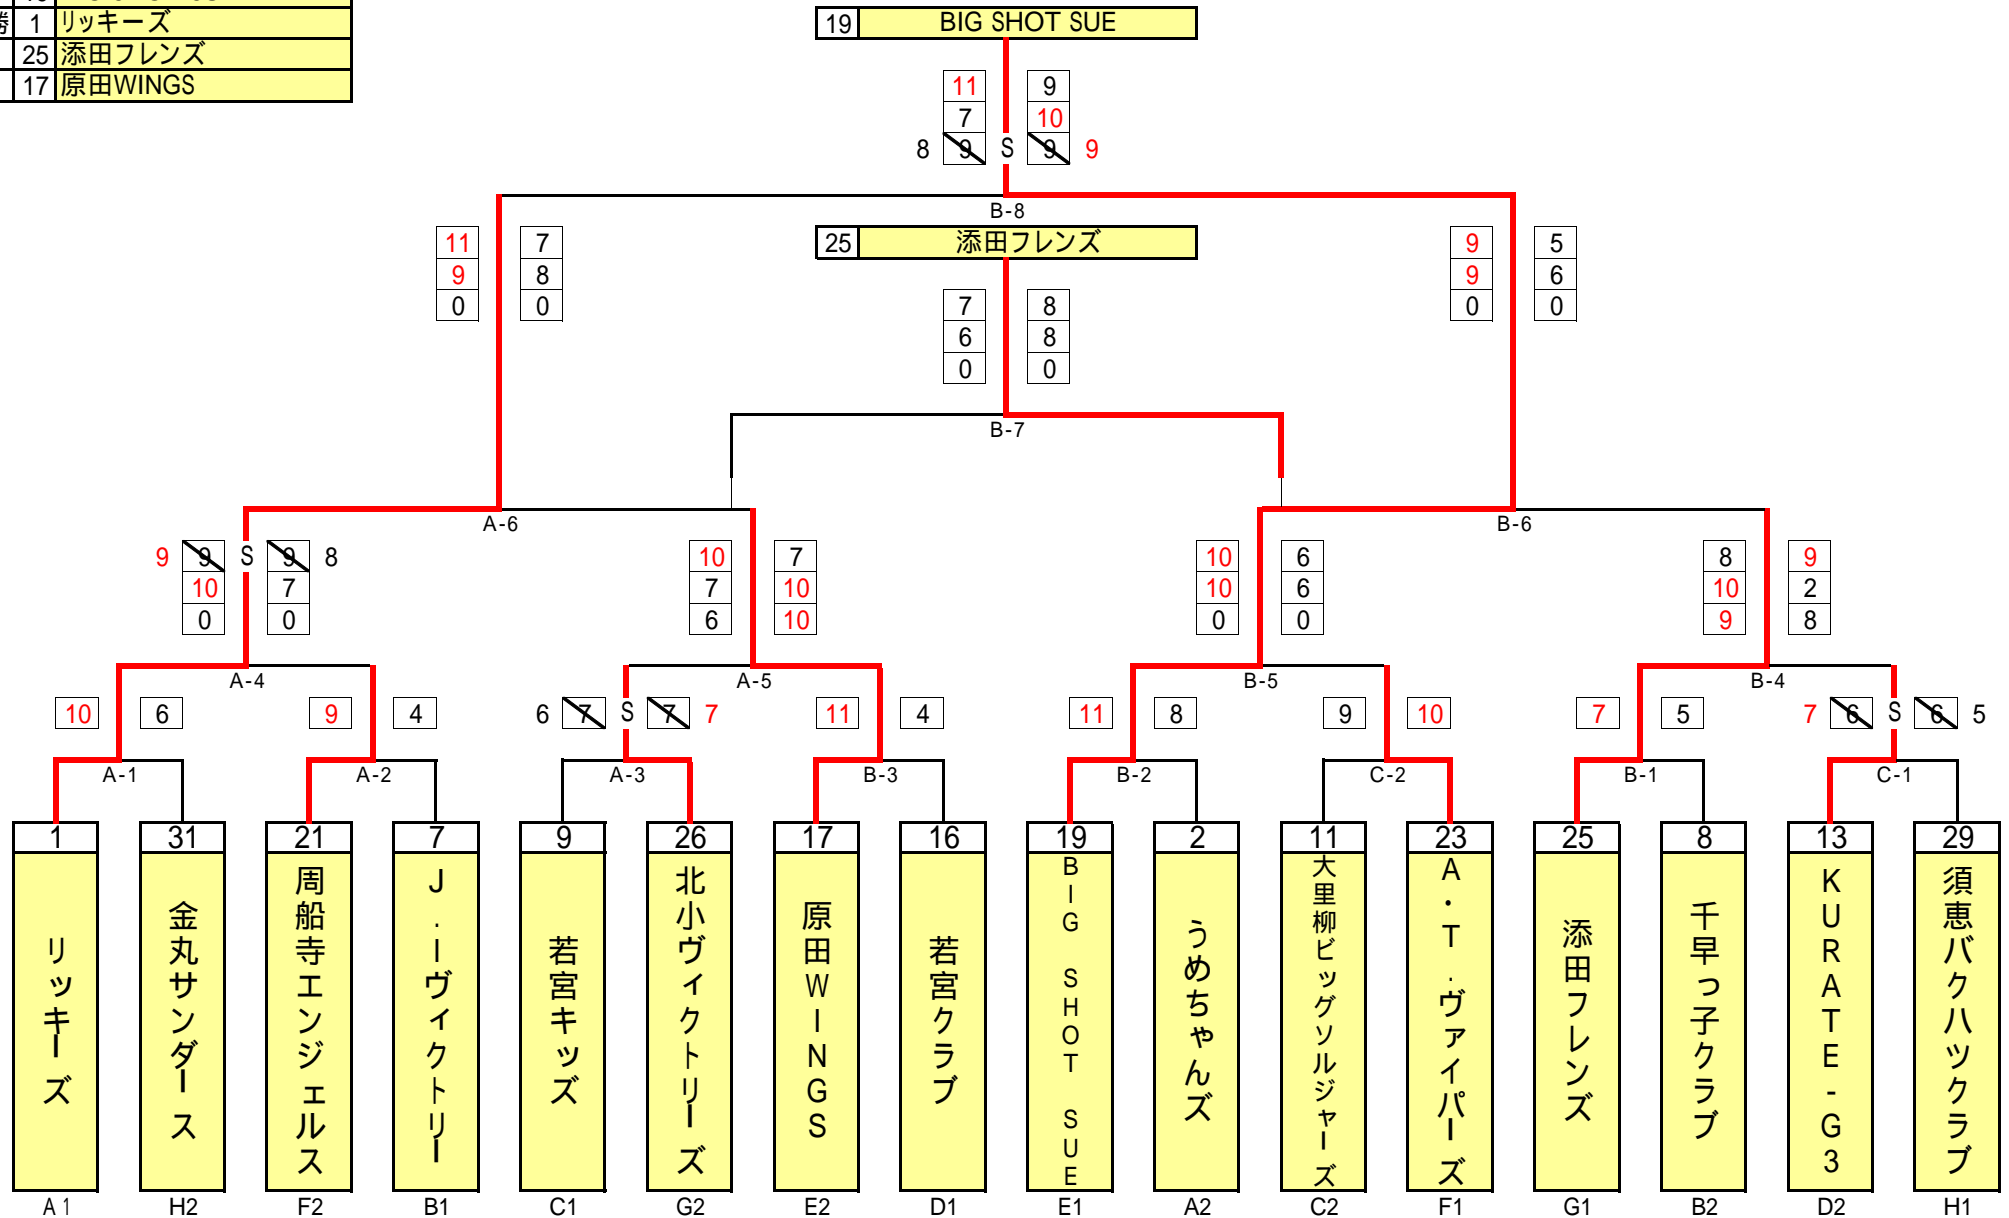 勝 1 リッキーズ
25 添田フレンズ
17 原田WINGS
19 BIG SHOT SUE
11 9
7 10
8 9 S 9 9
B-8
25 添田フレンズ
11 7
9 8
0 0
7 8
6 8
0 0
9 5
9 6
0 0
B-7
A-6
B-6
9 9 S 9 8
10 7
0 0
10 7
7 10
6 10
10 6
10 6
0 0
8 9
10 2
9 8
A-4
A-5
B-5
B-4
10 6
9 4
6 7 S 7 7
11 4
11 8
9 10
7 5
7 6 S 6 5
A-1
A-2
A-3
B-3
B-2
C-2
B-1
C-1
1 リッキーズ A1
31 金丸サンダース H2
21 周船寺エンジェルス F2
7 J.Iヴィクトリー B1
9 若宮キッズ C1
26 北小ヴィクトリーズ G2
17 原田WINGS E2
16 若宮クラブ D1
19 BIG SHOT SUE E1
2 うめちゃんズ A2
11 大里柳ビッグソルジャーズ C2
23 A・T.ヴァイパーズ F1
25 添田フレンズ G1
8 千早っ子クラブ B2
13 KURATE-G3 D2
29 須恵バクハツクラブ H1